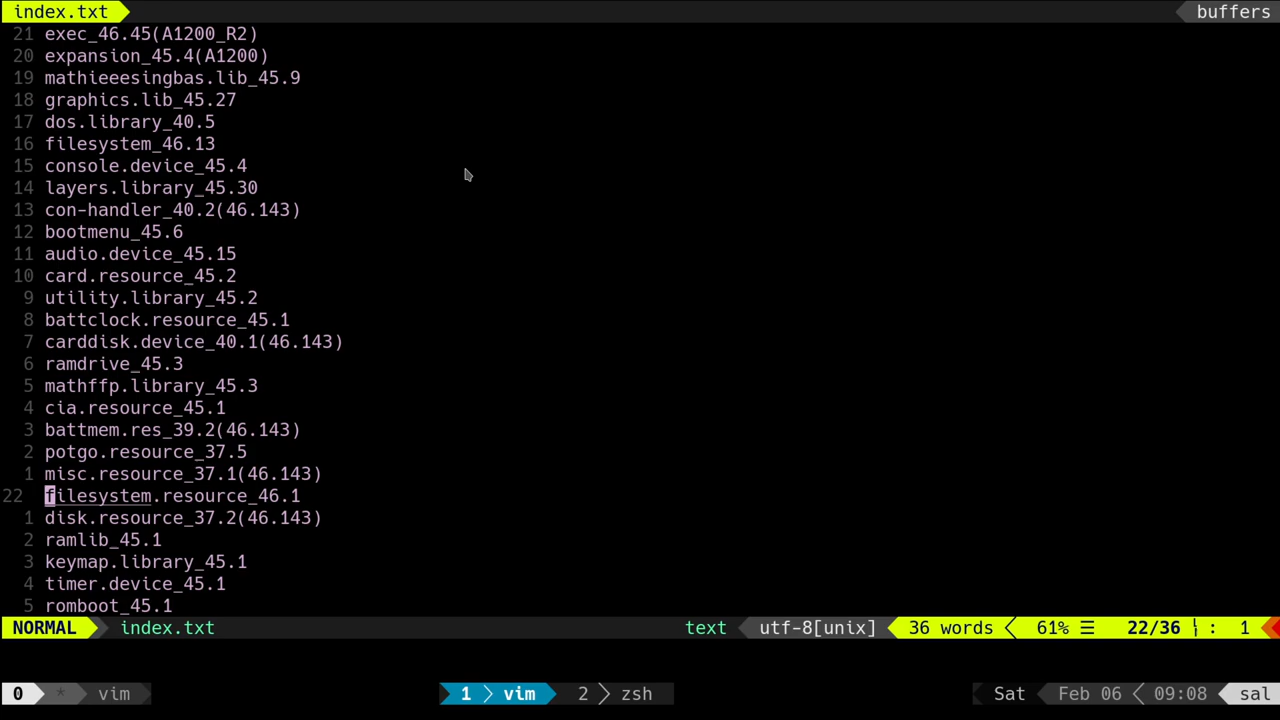 index.txt buffers
21 exec_46.45(A1200_R2)
20 expansion_45.4(A1200)
19 mathieeesingbas.lib_45.9
18 graphics.lib_45.27
17 dos.library_40.5
16 filesystem_46.13
15 console.device_45.4
14 layers.library_45.30
13 con-handler_40.2(46.143)
12 bootmenu_45.6
11 audio.device_45.15
10 card.resource_45.2
9 utility.library_45.2
8 battclock.resource_45.1
7 carddisk.device_40.1(46.143)
6 ramdrive_45.3
5 mathffp.library_45.3
4 cia.resource_45.1
3 battmem.res_39.2(46.143)
2 potgo.resource_37.5
1 misc.resource_37.1(46.143)
22 filesystem.resource_46.1
1 disk.resource_37.2(46.143)
2 ramlib_45.1
3 keymap.library_45.1
4 timer.device_45.1
5 romboot_45.1
NORMAL index.txt text utf-8[unix] 36 words 61% ☰ 22/36 : 1
0 * vim 1 vim 2 zsh Sat Feb 06 09:08 sal